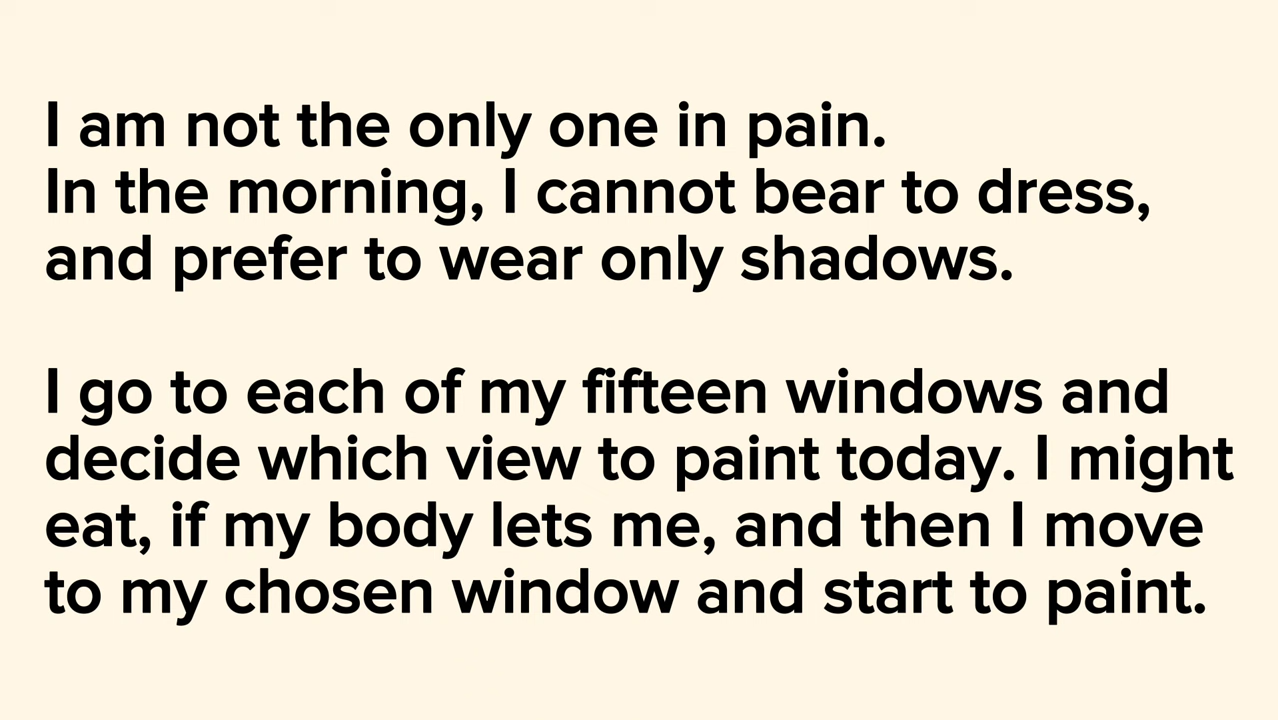 I am not the only one in pain.
In the morning, I cannot bear to dress,
and prefer to wear only shadows.
I go to each of my fifteen windows and
decide which view to paint today. I might
eat, if my body lets me, and then I move
to my chosen window and start to paint.